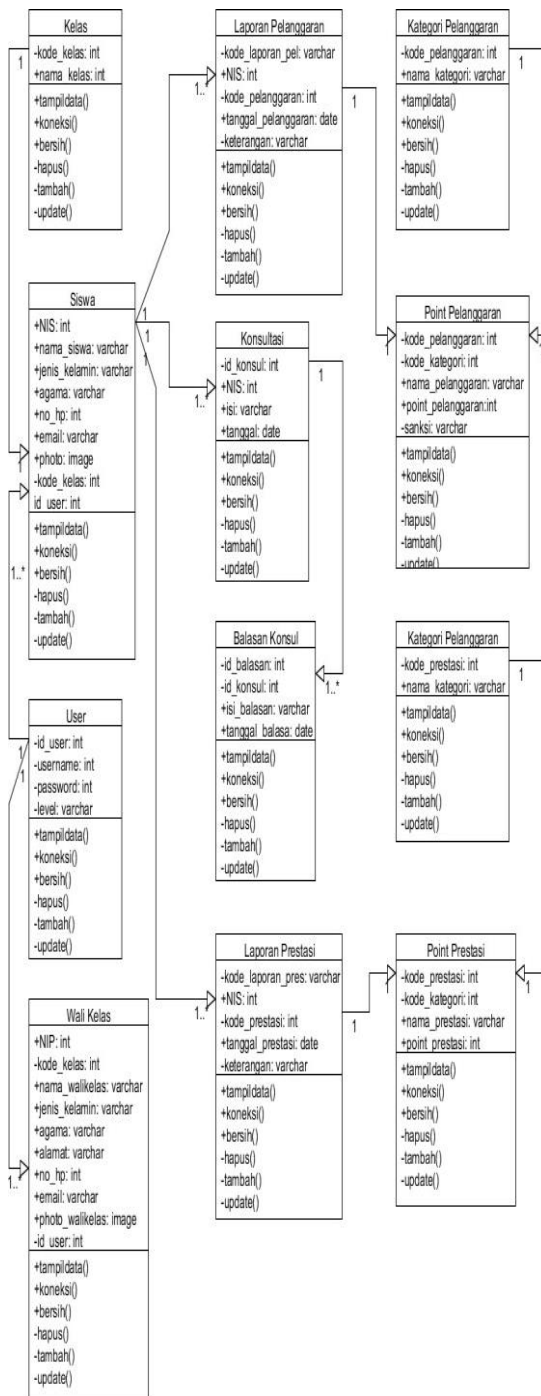 Kelas
-kode_kelas: int
+nama_kelas: int
+tampildata()
+koneksi()
+bersih()
-hapus()
-tambah()
-update()
1
1
Siswa
+NIS: int
+nama_siswa: varchar
+jenis_kelamin: varchar
+agama: varchar
+no_hp: int
+email: varchar
+photo: image
-kode_kelas: int
id_user: int
+tampildata()
+koneksi()
+bersih()
-hapus()
-tambah()
-update()
1
1
1
1..*
User
-id_user: int
-username: int
-password: int
-level: varchar
+tampildata()
+koneksi()
+bersih()
-hapus()
-tambah()
-update()
1
1
Wali Kelas
+NIP: int
-kode_kelas: int
+nama_walikelas: varchar
+jenis_kelamin: varchar
+agama: varchar
+alamat: varchar
+no_hp: int
+email: varchar
+photo_walikelas: image
-id_user: int
+tampildata()
+koneksi()
+bersih()
-hapus()
-tambah()
-update()
1..*
Laporan Pelanggaran
-kode_laporan_pel: varchar
+NIS: int
-kode_pelanggaran: int
+tanggal_pelanggaran: date
-keterangan: varchar
+tampildata()
+koneksi()
+bersih()
-hapus()
-tambah()
-update()
1..*
1
Konsultasi
-id_konsul: int
+NIS: int
+isi: varchar
+tanggal: date
+tampildata()
+koneksi()
+bersih()
-hapus()
-tambah()
-update()
1..*
1
Balasan Konsul
-id_balasan: int
-id_konsul: int
+isi_balasan: varchar
+tanggal_balasa: date
+tampildata()
+koneksi()
+bersih()
-hapus()
-tambah()
-update()
1..*
Laporan Prestasi
-kode_laporan_pres: varchar
+NIS: int
-kode_prestasi: int
+tanggal_prestasi: date
-keterangan: varchar
+tampildata()
+koneksi()
+bersih()
-hapus()
-tambah()
-update()
1..*
1
Kategori Pelanggaran
-kode_pelanggaran: int
+nama_kategori: varchar
+tampildata()
+koneksi()
+bersih()
-hapus()
-tambah()
-update()
1
Point Pelanggaran
-kode_pelanggaran: int
-kode_kategori: int
+nama_pelanggaran: varchar
+point_pelanggaran:int
-sanksi: varchar
+tampildata()
+koneksi()
+bersih()
-hapus()
-tambah()
-update()
1
1
Kategori Pelanggaran
-kode_prestasi: int
+nama_kategori: varchar
+tampildata()
+koneksi()
+bersih()
-hapus()
-tambah()
-update()
1
Point Prestasi
-kode_prestasi: int
-kode_kategori: int
+nama_prestasi: varchar
+point_prestasi: int
+tampildata()
+koneksi()
+bersih()
-hapus()
-tambah()
-update()
1
1